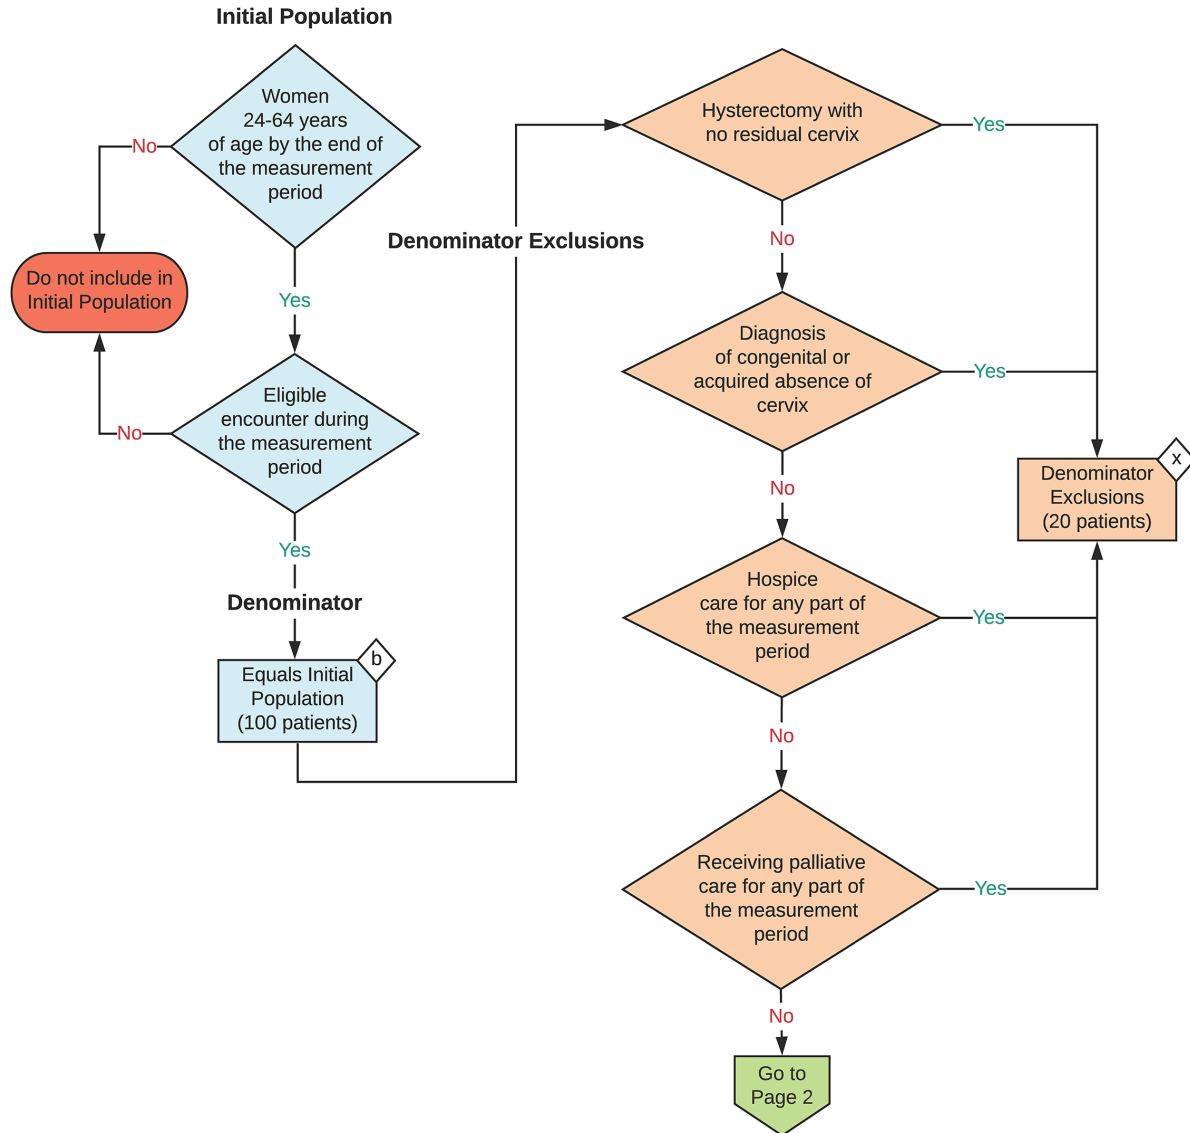 Initial Population
Women
24-64 years
of age by the end of
the measurement
period
No
Do not include in
Initial Population
Yes
Eligible
encounter during
the measurement
period
No
Yes
Denominator
b
Equals Initial
Population
(100 patients)
Denominator Exclusions
Hysterectomy with
no residual cervix
Yes
No
Diagnosis
of congenital or
acquired absence of
cervix
Yes
No
x
Denominator
Exclusions
(20 patients)
Hospice
care for any part of
the measurement
period
Yes
No
Receiving palliative
care for any part of
the measurement
period
Yes
No
Go to
Page 2